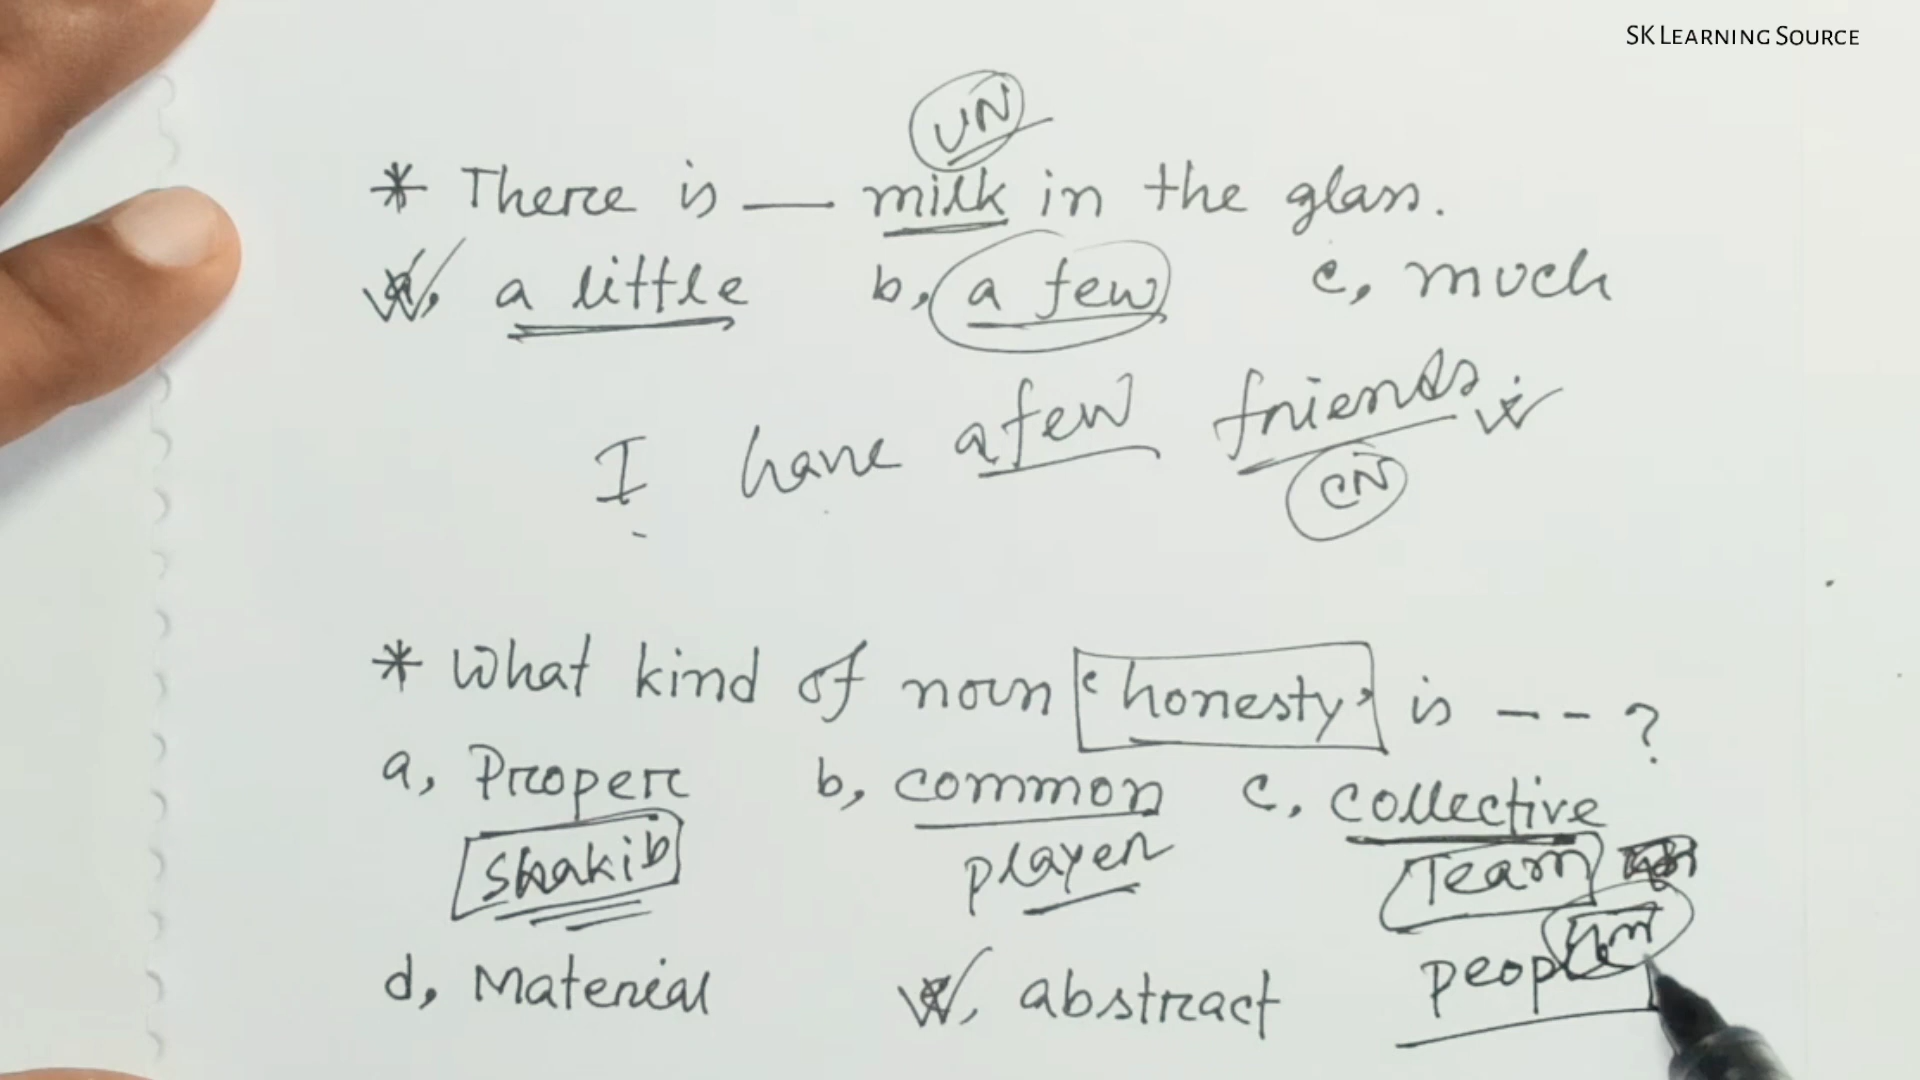 SK LEARNING SOURCE
UN
* There is __ milk in the glass.
a, a little b, a few c, much
I have a few friends
CN
* What kind of noun 'honesty' is --?
a, Proper b, common c, collective
Shakib player Team
d, Material e, abstract